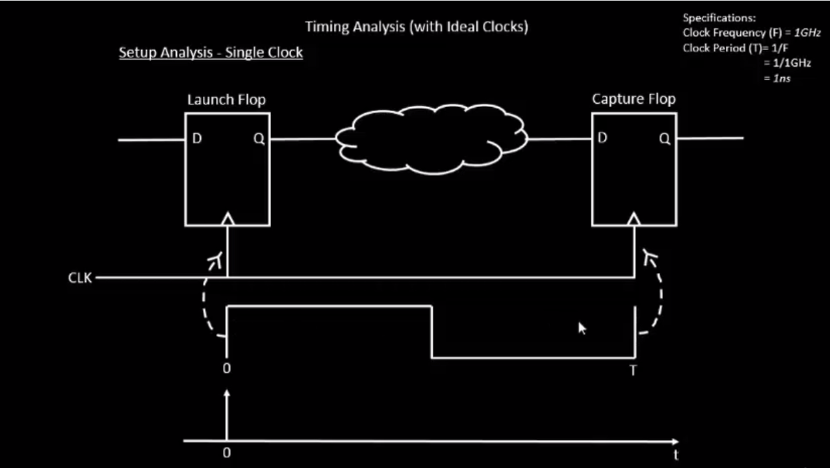 Timing Analysis (with Ideal Clocks)
Specifications:
Clock Frequency (F) = 1GHz
Clock Period (T)= 1/F
= 1/1GHz
= 1ns
Setup Analysis - Single Clock
Launch Flop
Capture Flop
D
Q
D
Q
CLK
0
T
0
t